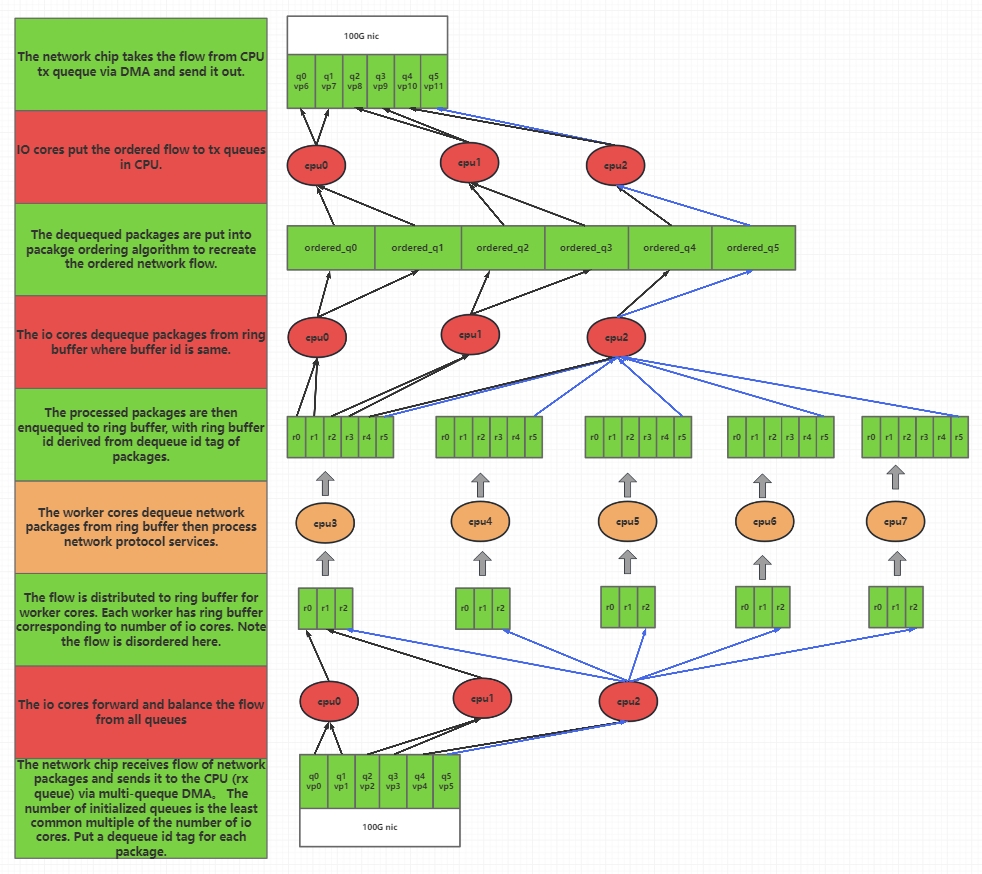 The network chip takes the flow from CPU
tx queque via DMA and send it out.
100G nic
q0 q1 q2 q3 q4 q5
vp6 vp7 vp8 vp9 vp10 vp11
IO cores put the ordered flow to tx queues
in CPU.
cpu0 cpu1 cpu2
The dequequed packages are put into
pacakge ordering algorithm to recreate
the ordered network flow.
ordered_q0 ordered_q1 ordered_q2 ordered_q3 ordered_q4 ordered_q5
The io cores dequeque packages from ring
buffer where buffer id is same.
cpu0 cpu1 cpu2
The processed packages are then
enquequed to ring buffer, with ring buffer
id derived from dequeue id tag of
packages.
r0 r1 r2 r3 r4 r5
r0 r1 r2 r3 r4 r5
r0 r1 r2 r3 r4 r5
r0 r1 r2 r3 r4 r5
r0 r1 r2 r3 r4 r5
The worker cores dequeue network
packages from ring buffer then process
network protocol services.
cpu3 cpu4 cpu5 cpu6 cpu7
The flow is distributed to ring buffer for
worker cores. Each worker has ring buffer
corresponding to number of io cores. Note
the flow is disordered here.
r0 r1 r2
r0 r1 r2
r0 r1 r2
r0 r1 r2
r0 r1 r2
The io cores forward and balance the flow
from all queues
cpu0 cpu1 cpu2
The network chip receives flow of network
packages and sends it to the CPU (rx
queue) via multi-queque DMA。 The
number of initialized queues is the least
common multiple of the number of io
cores. Put a dequeue id tag for each
package.
q0 q1 q2 q3 q4 q5
vp0 vp1 vp2 vp3 vp4 vp5
100G nic